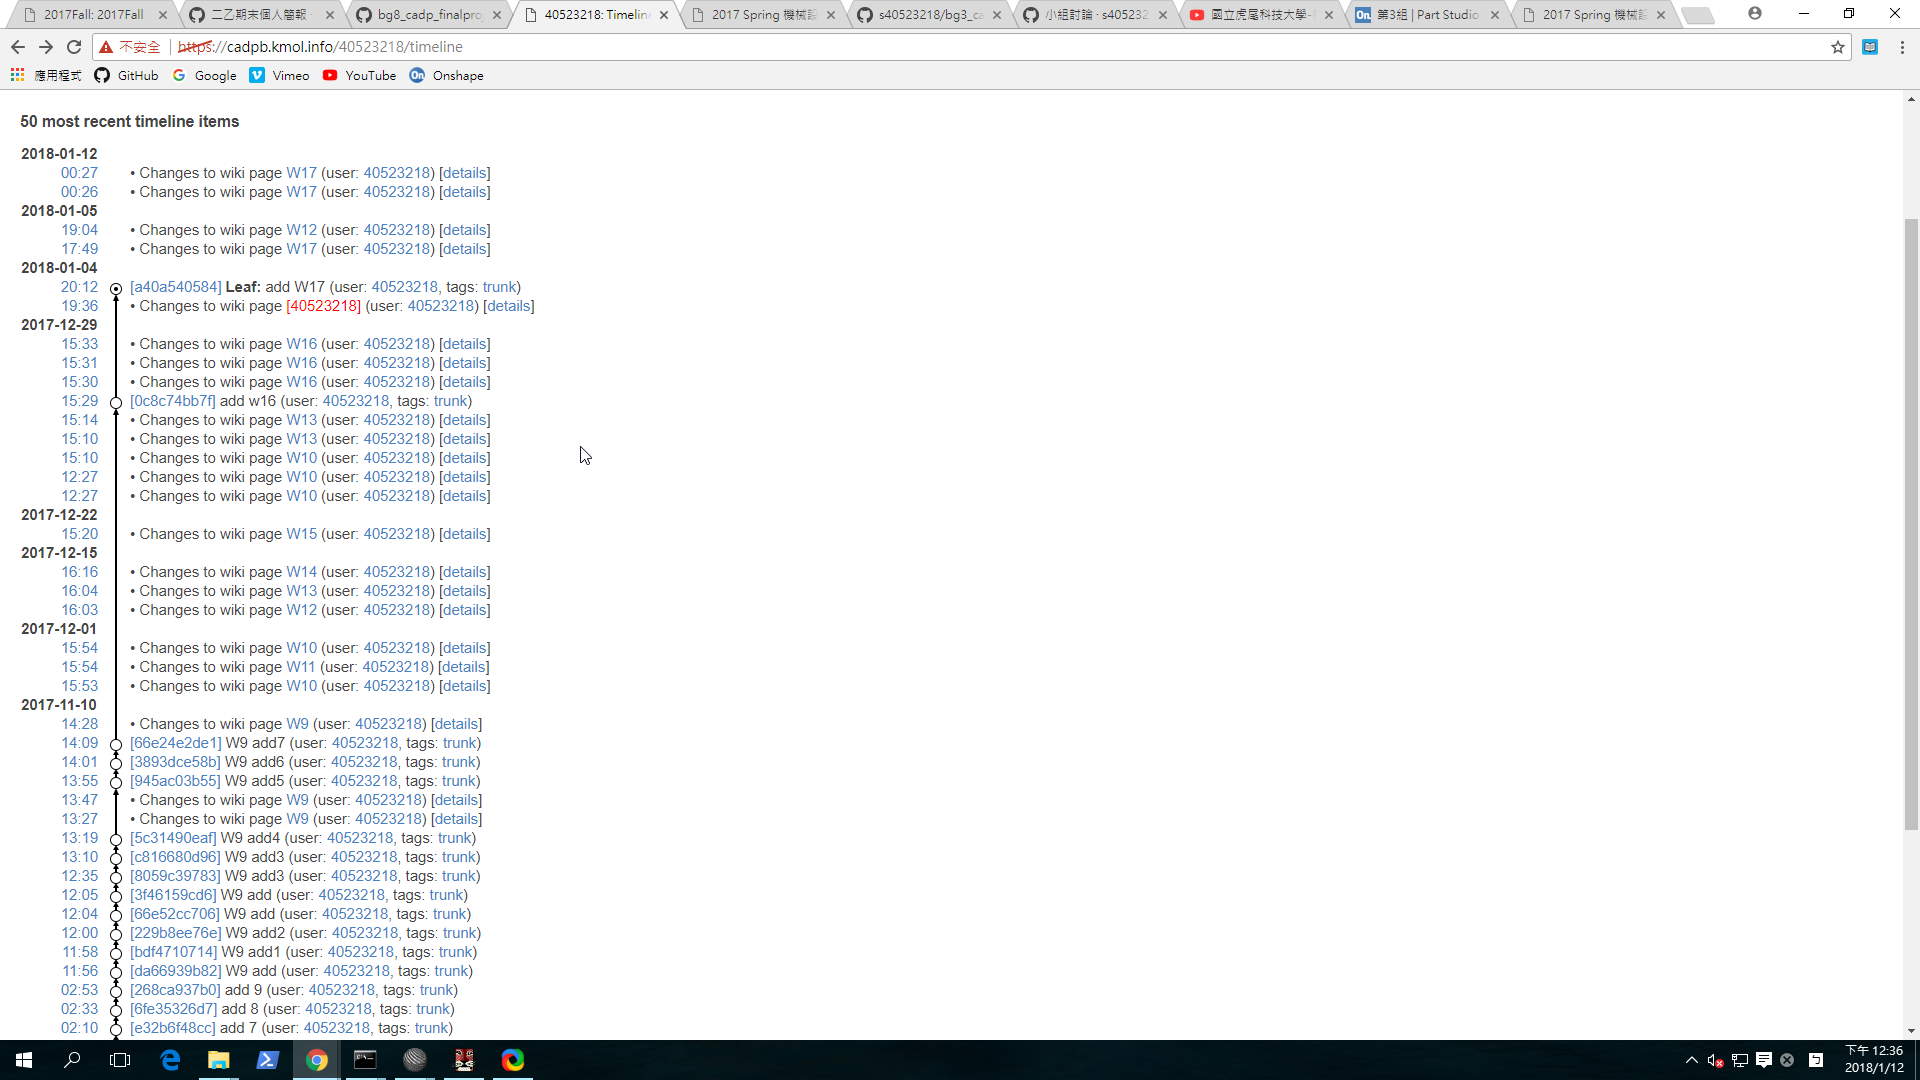 2017Fall: 2017Fall
二乙期末個人簡報 ·
bg8_cadp_finalpro
40523218: Timeline
2017 Spring 機械設
s40523218/bg3_ca
小組討論 · s405232
國立虎尾科技大學-
第3組 | Part Studio
2017 Spring 機械設
不安全 https://cadpb.kmol.info/40523218/timeline
應用程式 GitHub Google Vimeo YouTube Onshape
50 most recent timeline items
2018-01-12
00:27 • Changes to wiki page W17 (user: 40523218) [details]
00:26 • Changes to wiki page W17 (user: 40523218) [details]
2018-01-05
19:04 • Changes to wiki page W12 (user: 40523218) [details]
17:49 • Changes to wiki page W17 (user: 40523218) [details]
2018-01-04
20:12 [a40a540584] Leaf: add W17 (user: 40523218, tags: trunk)
19:36 • Changes to wiki page [40523218] (user: 40523218) [details]
2017-12-29
15:33 • Changes to wiki page W16 (user: 40523218) [details]
15:31 • Changes to wiki page W16 (user: 40523218) [details]
15:30 • Changes to wiki page W16 (user: 40523218) [details]
15:29 [0c8c74bb7f] add w16 (user: 40523218, tags: trunk)
15:14 • Changes to wiki page W13 (user: 40523218) [details]
15:10 • Changes to wiki page W13 (user: 40523218) [details]
15:10 • Changes to wiki page W10 (user: 40523218) [details]
12:27 • Changes to wiki page W10 (user: 40523218) [details]
12:27 • Changes to wiki page W10 (user: 40523218) [details]
2017-12-22
15:20 • Changes to wiki page W15 (user: 40523218) [details]
2017-12-15
16:16 • Changes to wiki page W14 (user: 40523218) [details]
16:04 • Changes to wiki page W13 (user: 40523218) [details]
16:03 • Changes to wiki page W12 (user: 40523218) [details]
2017-12-01
15:54 • Changes to wiki page W10 (user: 40523218) [details]
15:54 • Changes to wiki page W11 (user: 40523218) [details]
15:53 • Changes to wiki page W10 (user: 40523218) [details]
2017-11-10
14:28 • Changes to wiki page W9 (user: 40523218) [details]
14:09 [66e24e2de1] W9 add7 (user: 40523218, tags: trunk)
14:01 [3893dce58b] W9 add6 (user: 40523218, tags: trunk)
13:55 [945ac03b55] W9 add5 (user: 40523218, tags: trunk)
13:47 • Changes to wiki page W9 (user: 40523218) [details]
13:27 • Changes to wiki page W9 (user: 40523218) [details]
13:19 [5c31490eaf] W9 add4 (user: 40523218, tags: trunk)
13:10 [c816680d96] W9 add3 (user: 40523218, tags: trunk)
12:35 [8059c39783] W9 add3 (user: 40523218, tags: trunk)
12:05 [3f46159cd6] W9 add (user: 40523218, tags: trunk)
12:04 [66e52cc706] W9 add (user: 40523218, tags: trunk)
12:00 [229b8ee76e] W9 add2 (user: 40523218, tags: trunk)
11:58 [bdf4710714] W9 add1 (user: 40523218, tags: trunk)
11:56 [da66939b82] W9 add (user: 40523218, tags: trunk)
02:53 [268ca937b0] add 9 (user: 40523218, tags: trunk)
02:33 [6fe35326d7] add 8 (user: 40523218, tags: trunk)
02:10 [e32b6f48cc] add 7 (user: 40523218, tags: trunk)
下午 12:36
2018/1/12